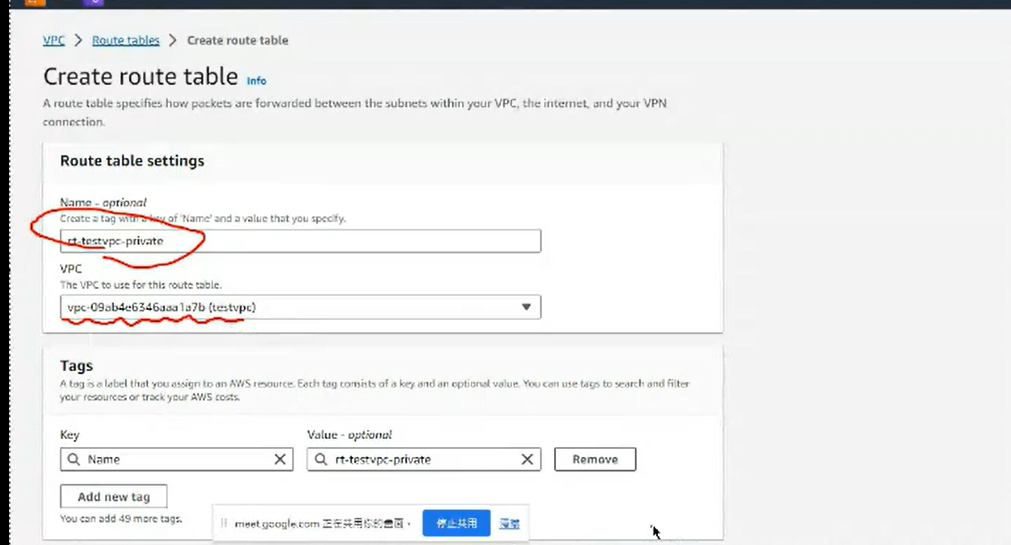 VPC > Route tables > Create route table
Create route table Info
A route table specifies how packets are forwarded between the subnets within your VPC, the internet, and your VPN
connection.
Route table settings
Name - optional
Create a tag with a key of 'Name' and a value that you specify.
rt-testvpc-private
VPC
The VPC to use for this route table.
vpc-09ab4e6346aaa1a7b (testvpc)
Tags
A tag is a label that you assign to an AWS resource. Each tag consists of a key and an optional value. You can use tags to search and filter
your resources or track your AWS costs.
Key Value - optional
Name rt-testvpc-private Remove
Add new tag
You can add 49 more tags.
meet.google.com 正在共用你的畫面。 停止共用 隱藏